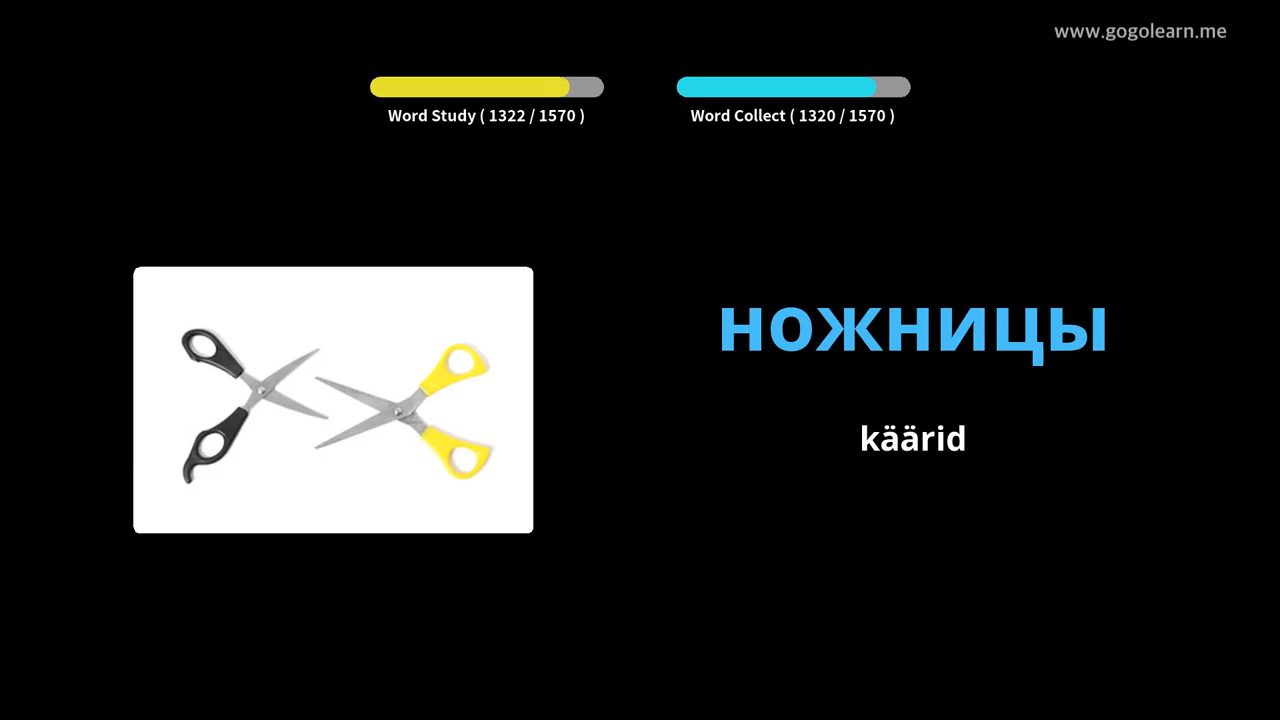 www.gogolearn.me
Word Study ( 1322 / 1570 )
Word Collect ( 1320 / 1570 )
ножницы
käärid